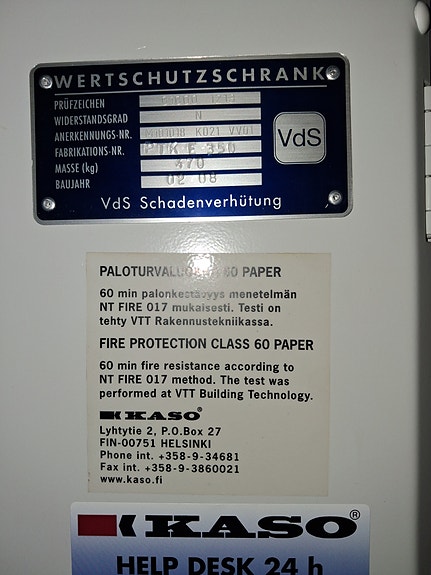 WERTSCHUTZSCHRANK
PRÜFZEICHEN
WIDERSTANDSGRAD N
ANERKENNUNGS-NR. K021 VV01
FABRIKATIONS-NR. E 350
MASSE (kg) 470
BAUJAHR 02 08
VdS
VdS Schadenverhütung
PALOTURVALUOKKA 60 PAPER
60 min palonkestävyys menetelmän
NT FIRE 017 mukaisesti. Testi on
tehty VTT Rakennustekniikassa.
FIRE PROTECTION CLASS 60 PAPER
60 min fire resistance according to
NT FIRE 017 method. The test was
performed at VTT Building Technology.
KASO®
Lyhtytie 2, P.O.Box 27
FIN-00751 HELSINKI
Phone int. +358-9-34681
Fax int. +358-9-3860021
www.kaso.fi
KASO®
HELP DESK 24 h